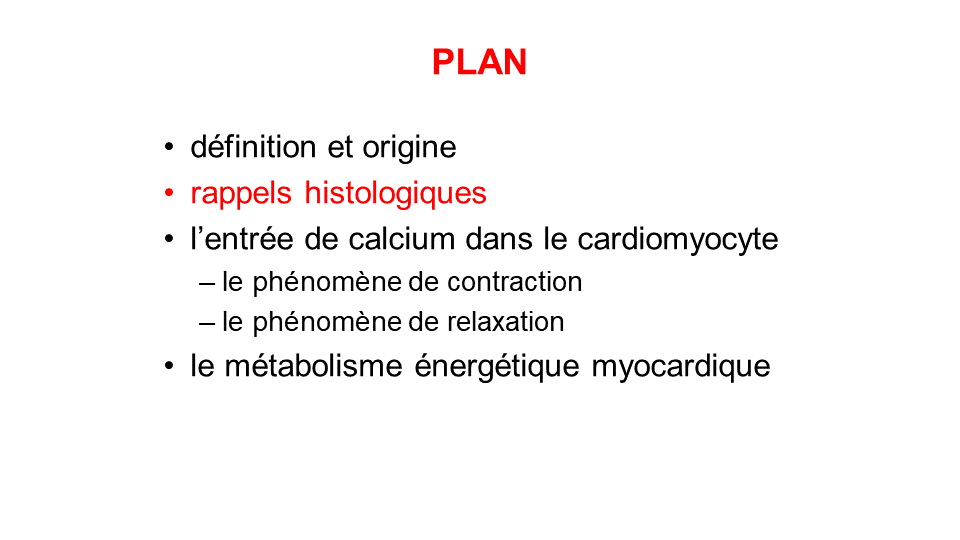 PLAN
• définition et origine
• rappels histologiques
• l’entrée de calcium dans le cardiomyocyte
– le phénomène de contraction
– le phénomène de relaxation
• le métabolisme énergétique myocardique